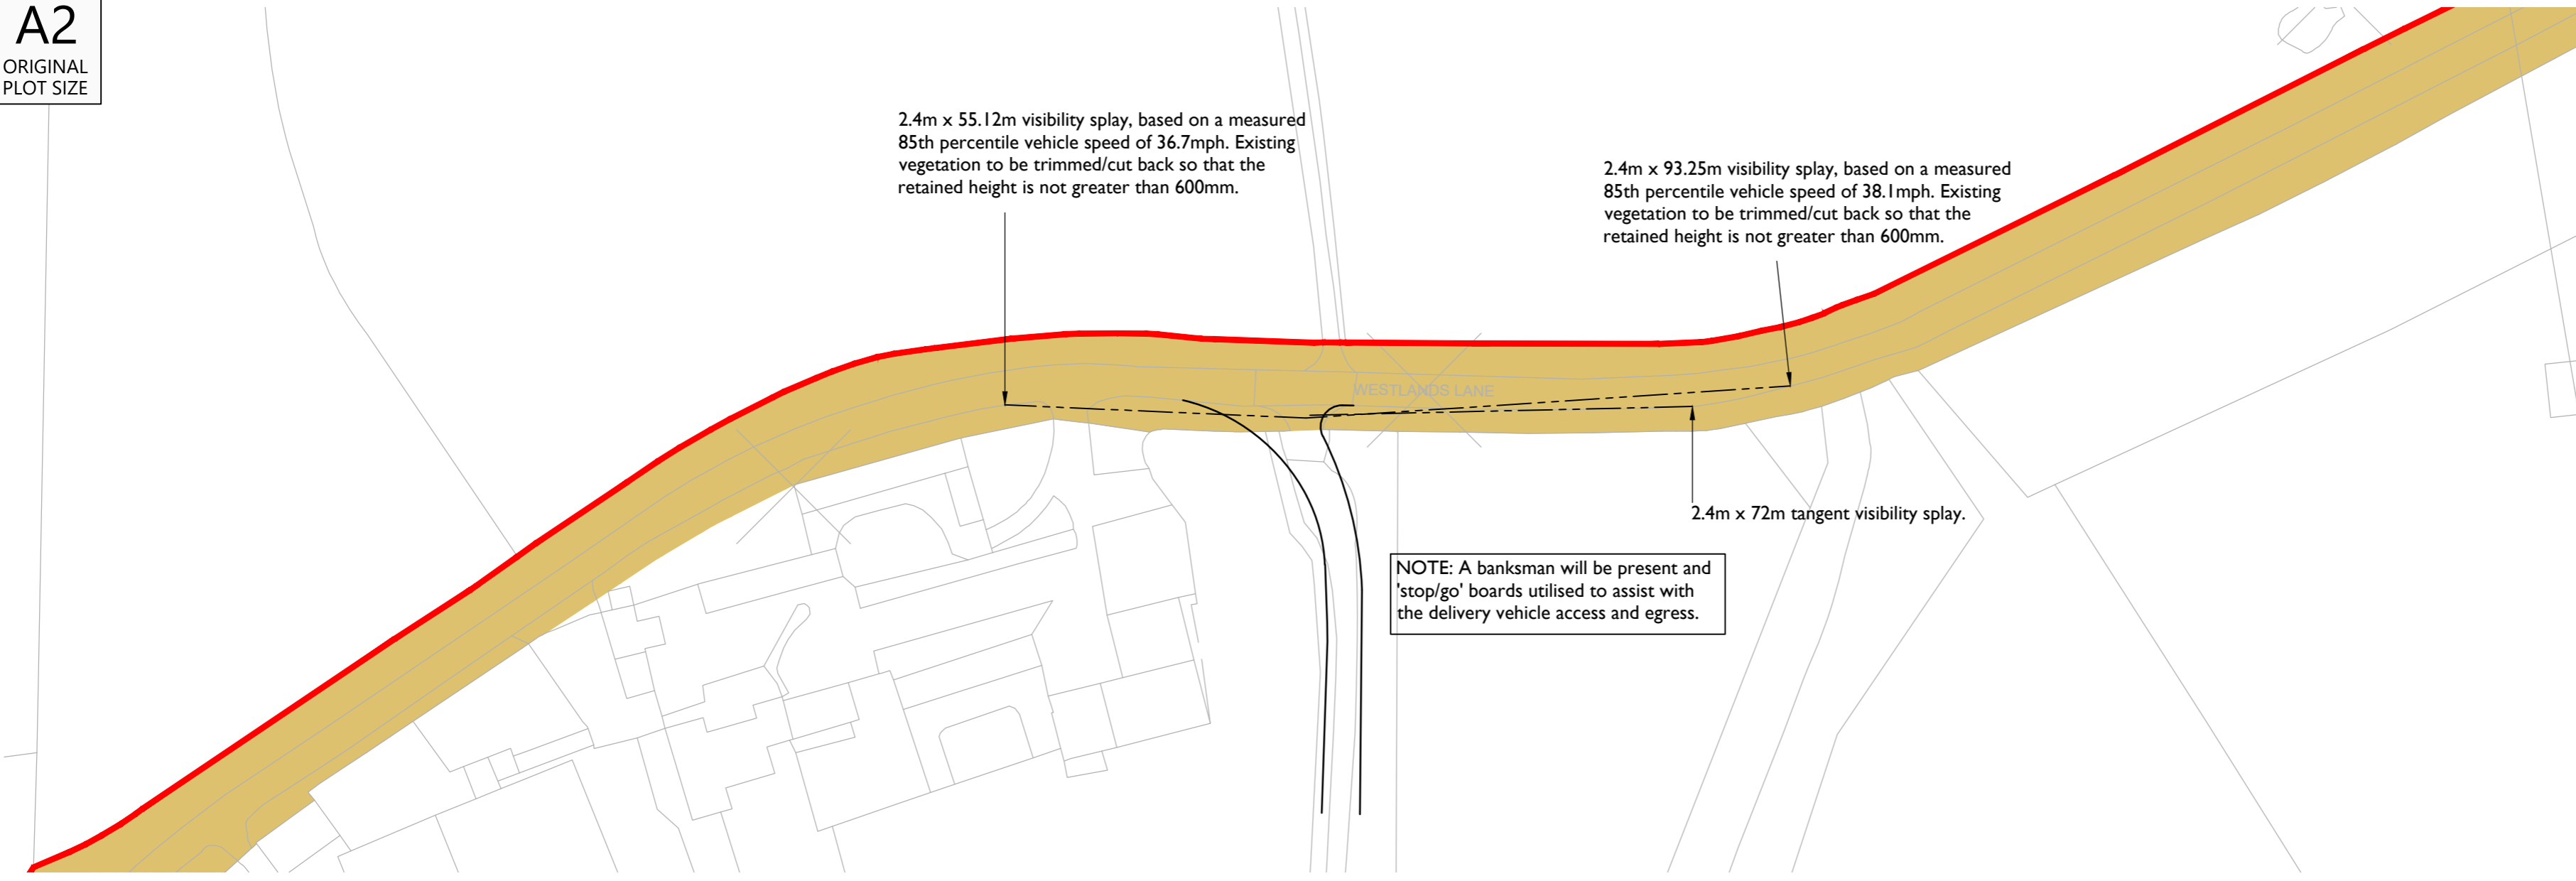 A2
ORIGINAL
PLOT SIZE
2.4m x 55.12m visibility splay, based on a measured
85th percentile vehicle speed of 36.7mph. Existing
vegetation to be trimmed/cut back so that the
retained height is not greater than 600mm.
2.4m x 93.25m visibility splay, based on a measured
85th percentile vehicle speed of 38.1mph. Existing
vegetation to be trimmed/cut back so that the
retained height is not greater than 600mm.
WESTLANDS LANE
2.4m x 72m tangent visibility splay.
NOTE: A banksman will be present and
'stop/go' boards utilised to assist with
the delivery vehicle access and egress.